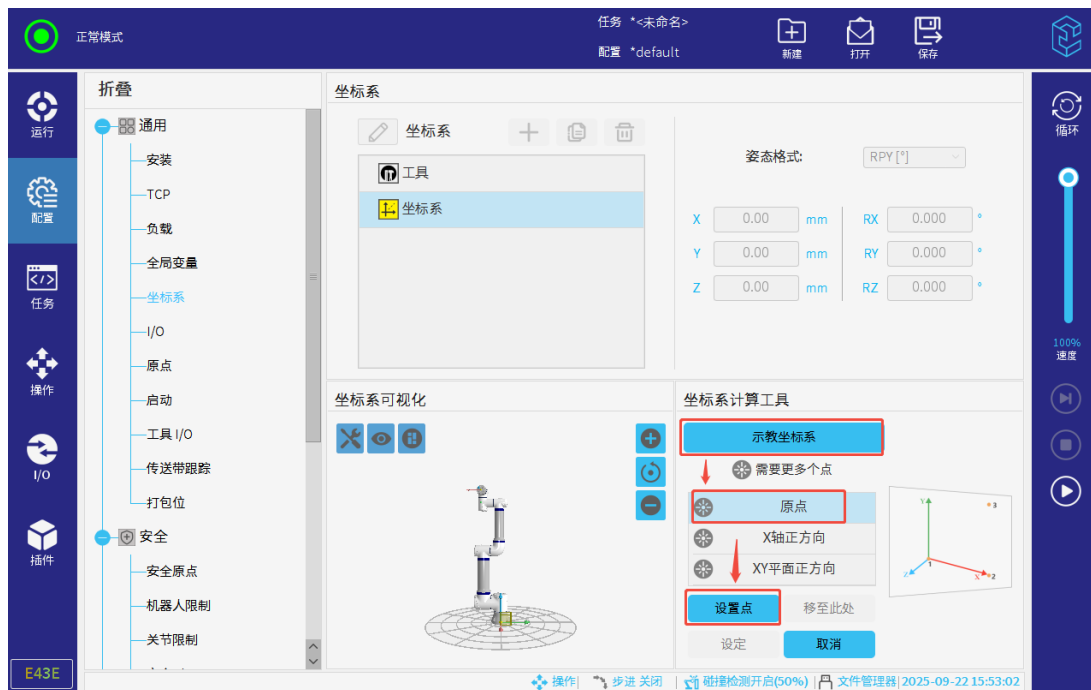 正常模式
任务 *<未命名>
配置 *default
新建
打开
保存
运行
配置
任务
操作
I/O
插件
E43E
折叠
通用
安装
TCP
负载
全局变量
坐标系
I/O
原点
启动
工具 I/O
传送带跟踪
打包位
安全
安全原点
机器人限制
关节限制
坐标系
坐标系
工具
坐标系
姿态格式: RPY [°]
X 0.00 mm RX 0.000 °
Y 0.00 mm RY 0.000 °
Z 0.00 mm RZ 0.000 °
坐标系可视化
坐标系计算工具
示教坐标系
需要更多个点
原点
X轴正方向
XY平面正方向
Y
3
1
Z
X
2
设置点 移至此处
设定 取消
循环
100%
速度
操作 步进 关闭 碰撞检测开启(50%) 文件管理器 2025-09-22 15:53:02